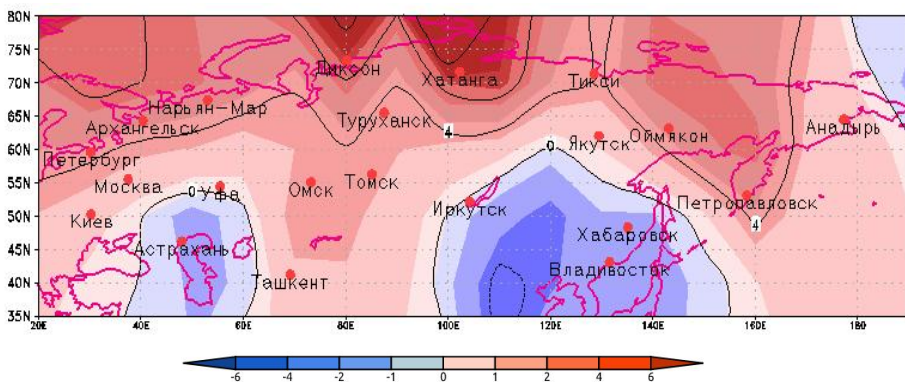 80N
75N
Диксон
Хатанга
Тикси
70N
Нарьян-Мар
65N
Архангельск
Туруханск
4
Анадырь
Оймякон
Якутск
60N
0
Петербург
55N
Москва
0
Уфа
Омск
Томск
Иркутск
Петропавловск
50N
Киев
4
Хабаровск
45N
Астрахань
Владивосток
40N
Ташкент
35N
20E 40E 60E 80E 100E 120E 140E 160E 180
-6 -4 -2 -1 0 1 2 4 6